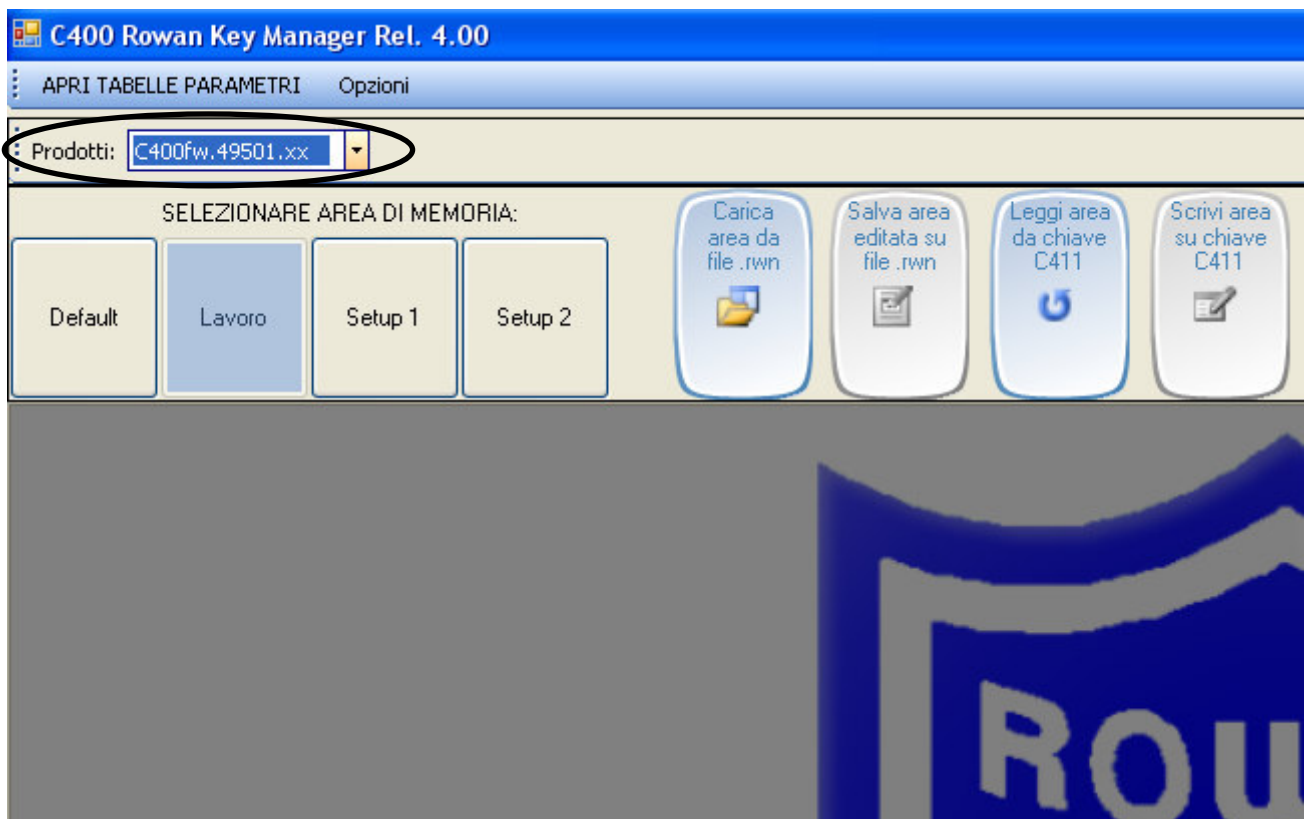 C400 Rowan Key Manager Rel. 4.00
APRI TABELLE PARAMETRI Opzioni
Prodotti: C400fw.49501.xx
SELEZIONARE AREA DI MEMORIA:
Default Lavoro Setup 1 Setup 2
Carica
area da
file .rwn
Salva area
editata su
file .rwn
Leggi area
da chiave
C411
Scrivi area
su chiave
C411
ROW